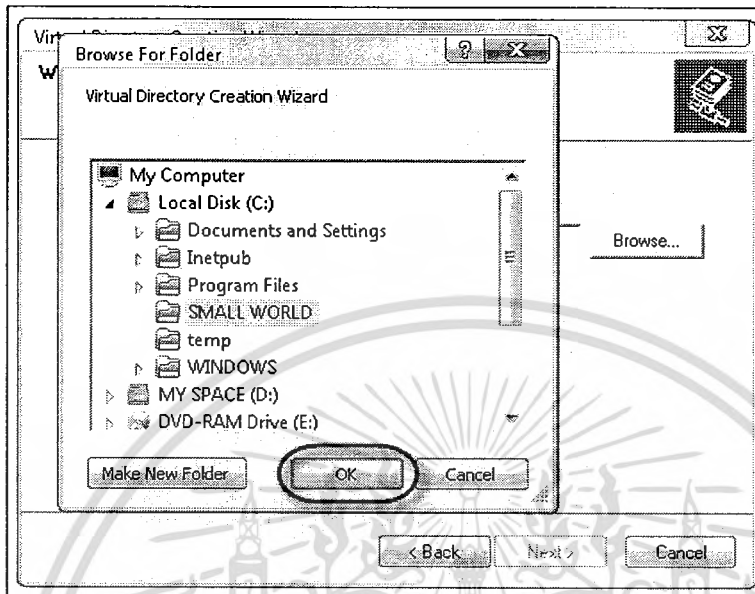 Browse For Folder
Virtual Directory Creation Wizard
My Computer
Local Disk (C:)
Documents and Settings
Inetpub
Program Files
SMALL WORLD
temp
WINDOWS
MY SPACE (D:)
DVD-RAM Drive (E:)
Make New Folder
OK
Cancel
Browse...
< Back
Next >
Cancel